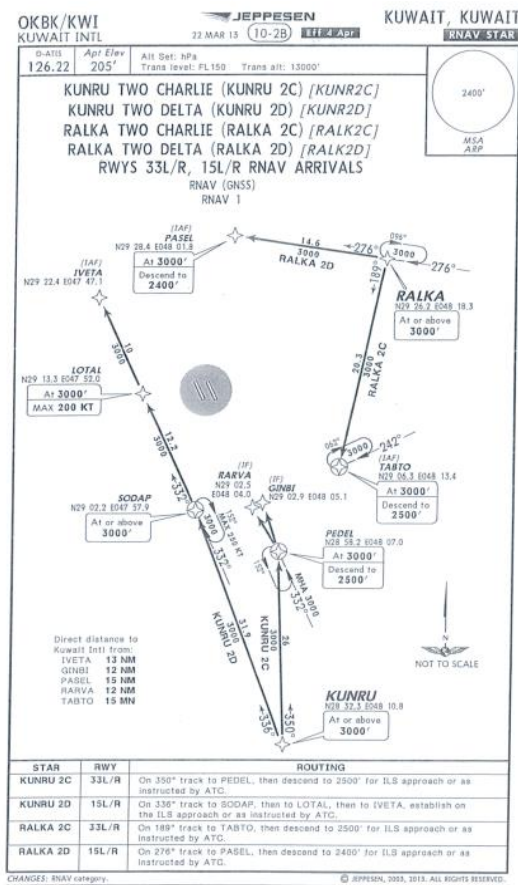 OKBK/KWI
KUWAIT INTL
JEPPESEN
22 MAR 13
10-2B
Eff 4 Apr
KUWAIT, KUWAIT
RNAV STAR
D-ATIS
126.22
Apt Elev
205'
Alt Set: hPa
Trans level: FL150 Trans alt: 13000'
2400'
MSA
ARP
KUNRU TWO CHARLIE (KUNRU 2C) [KUNR2C]
KUNRU TWO DELTA (KUNRU 2D) [KUNR2D]
RALKA TWO CHARLIE (RALKA 2C) [RALK2C]
RALKA TWO DELTA (RALKA 2D) [RALK2D]
RWYS 33L/R, 15L/R RNAV ARRIVALS
RNAV (GNSS)
RNAV 1
(IAF)
PASEL
N29 28.4 E048 01.8
At 3000'
Descend to
2400'
14.6
3000
RALKA 2D
276°
096°
3000
276°
189°
RALKA
N29 26.2 E048 18.3
At or above
3000'
(IAF)
IVETA
N29 22.4 E047 47.1
10
3000
LOTAL
N29 13.3 E047 52.0
At 3000'
MAX 200 KT
20.3
3000
RALKA 2C
062°
3000
242°
(IAF)
TABTO
N29 06.3 E048 13.4
At 3000'
Descend to
2500'
12.2
3000
332°
(IF)
RARVA
N29 02.5
E048 04.0
(IF)
GINBI
N29 02.9 E048 05.1
SODAP
N29 02.2 E047 57.9
At or above
3000'
152°
3000
MAX 250 KT
332°
PEDEL
N28 58.2 E048 07.0
At 3000'
Descend to
2500'
152°
MHA 3000
332°
31.9
3000
KUNRU 2D
26
3000
KUNRU 2C
Direct distance to
Kuwait Intl from:
IVETA 13 NM
GINBI 12 NM
PASEL 15 NM
RARVA 12 NM
TABTO 15 MN
N
NOT TO SCALE
336°
350°
KUNRU
N28 32.3 E048 10.8
At or above
3000'
STAR RWY ROUTING
KUNRU 2C 33L/R On 350° track to PEDEL, then descend to 2500' for ILS approach or as
instructed by ATC.
KUNRU 2D 15L/R On 336° track to SODAP, then to LOTAL, then to IVETA, establish on
the ILS approach or as instructed by ATC.
RALKA 2C 33L/R On 189° track to TABTO, then descend to 2500' for ILS approach or as
instructed by ATC.
RALKA 2D 15L/R On 276° track to PASEL, then descend to 2400' for ILS approach or as
instructed by ATC.
CHANGES: RNAV category.
© JEPPESEN, 2003, 2013. ALL RIGHTS RESERVED.